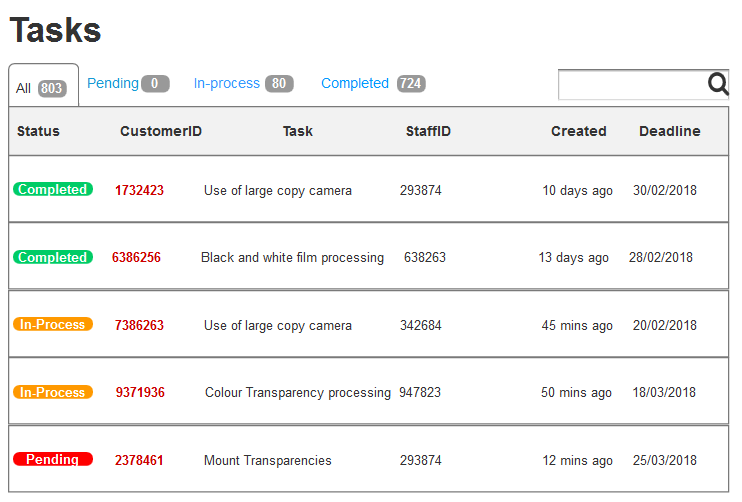 Tasks
All 803 Pending 0 In-process 80 Completed 724
Status CustomerID Task StaffID Created Deadline
Completed 1732423 Use of large copy camera 293874 10 days ago 30/02/2018
Completed 6386256 Black and white film processing 638263 13 days ago 28/02/2018
In-Process 7386263 Use of large copy camera 342684 45 mins ago 20/02/2018
In-Process 9371936 Colour Transparency processing 947823 50 mins ago 18/03/2018
Pending 2378461 Mount Transparencies 293874 12 mins ago 25/03/2018